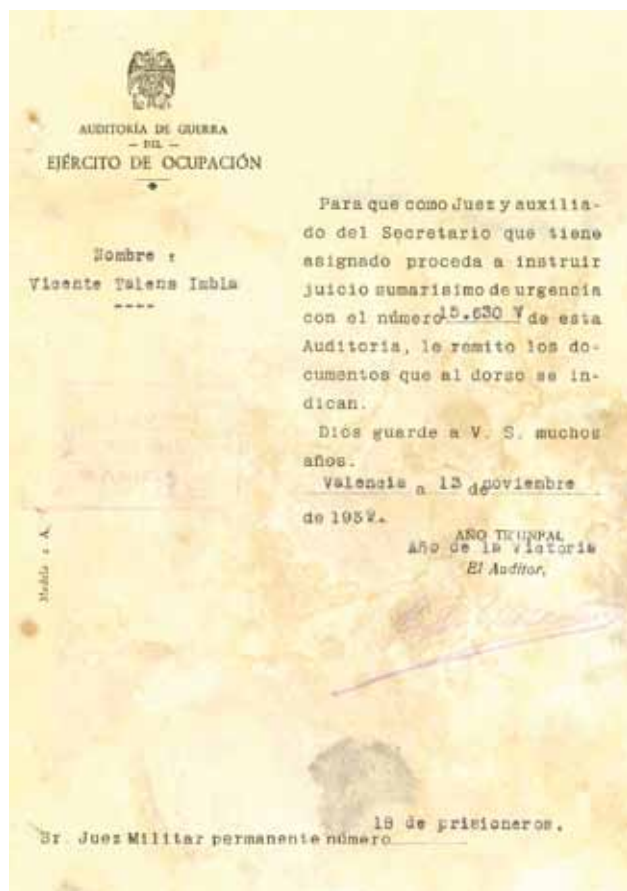 AUDITORÍA DE GUERRA
— DEL —
EJÉRCITO DE OCUPACIÓN
Nombre :
Vicente Talens Inbla
----
Para que como Juez y auxilia-
do del Secretario que tiene
asignado proceda a instruir
juicio sumarisimo de urgencia
con el número 15.630 V de esta
Auditoria, le remito los do-
cumentos que al dorso se in-
dican.
Dios guarde a V. S. muchos
años.
Valencia a 13 de noviembre
de 1939.
AÑO TRIUNFAL
Año de la Victoria
El Auditor,
Modelo
18 de prisioneros.
Sr. Juez Militar permanente número